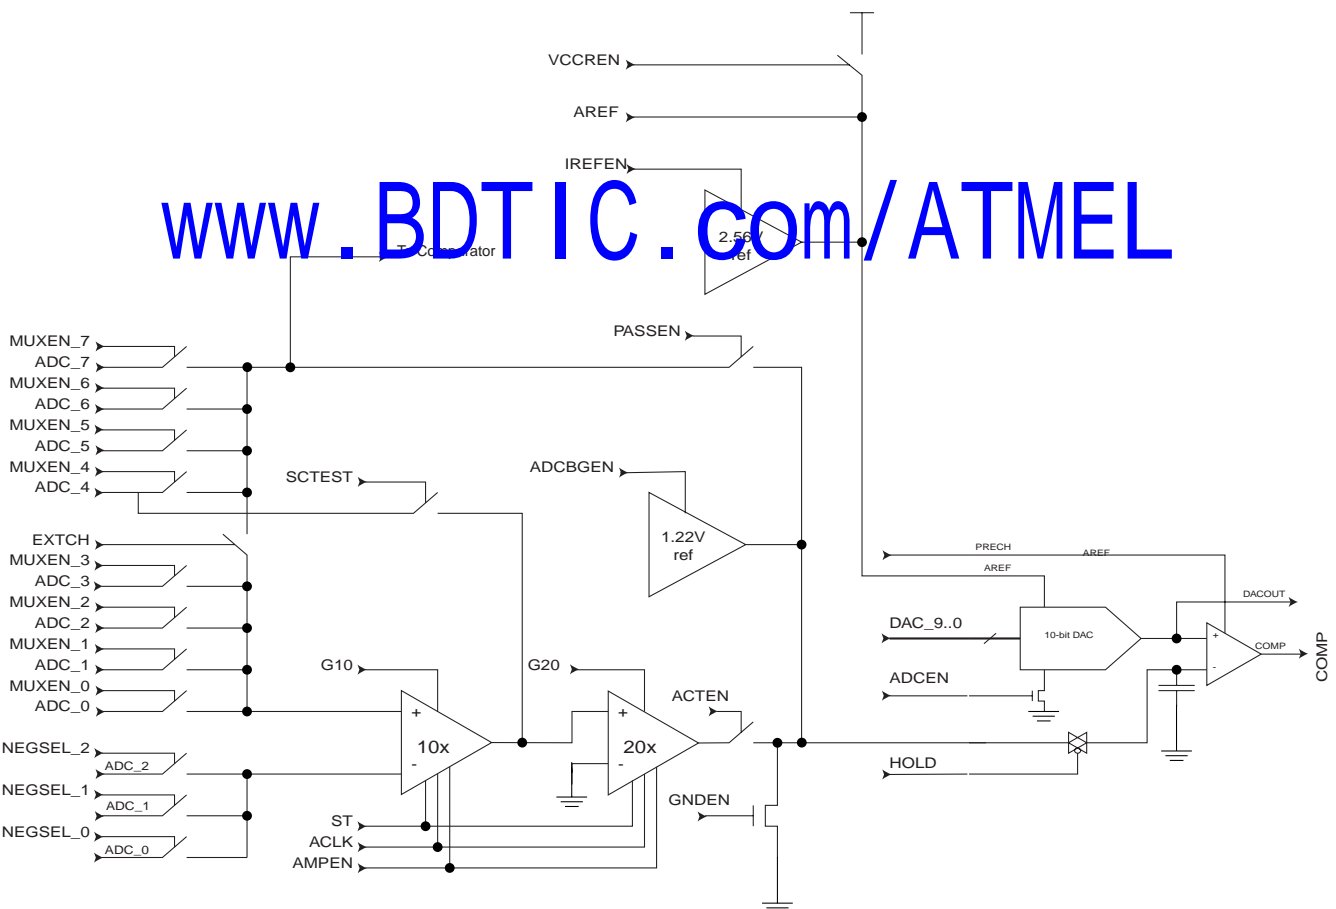 VCCREN
AREF
IREFEN
www.BDTIC.com/ATMEL
2.56V
ref
To Comparator
PASSEN
MUXEN_7
ADC_7
MUXEN_6
ADC_6
MUXEN_5
ADC_5
MUXEN_4
ADC_4
SCTEST
ADCBGEN
1.22V
ref
EXTCH
MUXEN_3
ADC_3
MUXEN_2
ADC_2
MUXEN_1
ADC_1
MUXEN_0
ADC_0
PRECH
AREF
AREF
DACOUT
DAC_9..0
10-bit DAC
+
-
COMP
COMP
ADCEN
G10
G20
ACTEN
+
10x
-
+
20x
-
NEGSEL_2
ADC_2
NEGSEL_1
ADC_1
NEGSEL_0
ADC_0
HOLD
GNDEN
ST
ACLK
AMPEN